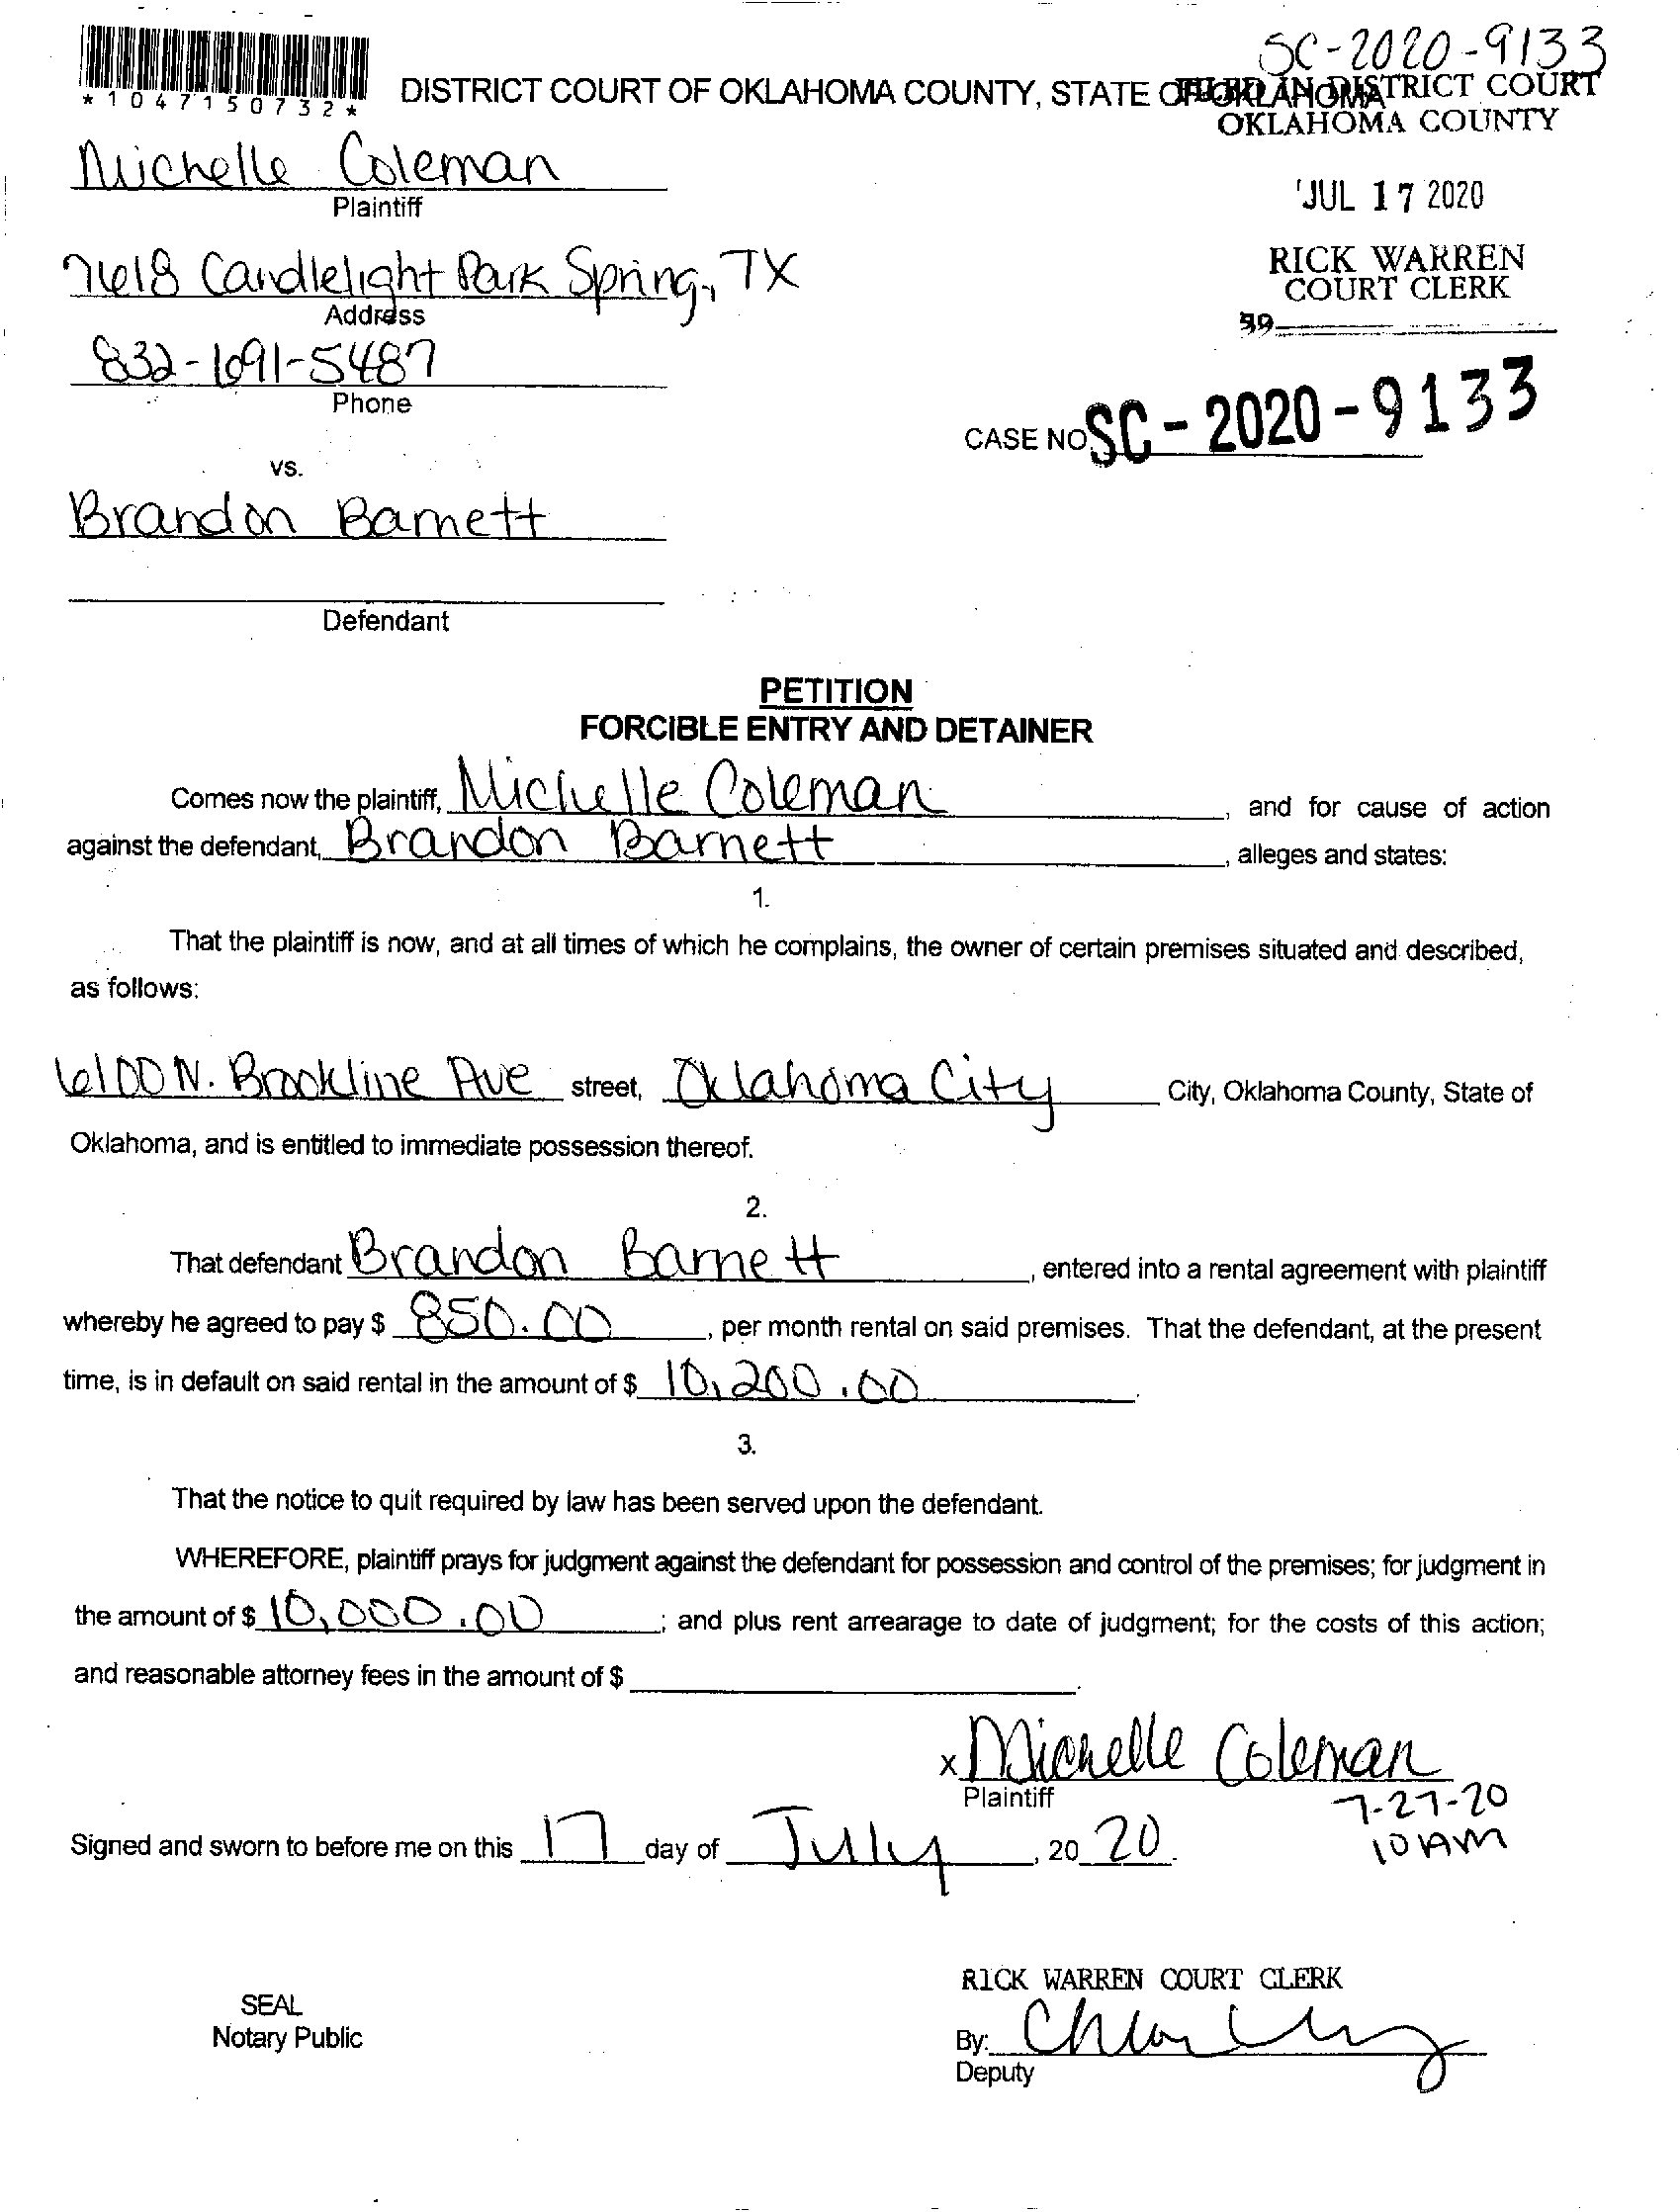 SC-2020-9133
*1047150732*
DISTRICT COURT OF OKLAHOMA COUNTY, STATE OF OKLAHOMA
FILED IN DISTRICT COURT
OKLAHOMA COUNTY
Michelle Coleman
Plaintiff
JUL 17 2020
7618 Candlelight Park Spring, TX
Address
RICK WARREN
COURT CLERK
39
832-691-5487
Phone
CASE NO. SC-2020-9133
vs.
Brandon Barnett
Defendant
PETITION
FORCIBLE ENTRY AND DETAINER
Comes now the plaintiff, Michelle Coleman, and for cause of action
against the defendant, Brandon Barnett, alleges and states:
1.
That the plaintiff is now, and at all times of which he complains, the owner of certain premises situated and described,
as follows:
6100 N. Brookline Ave street, Oklahoma City City, Oklahoma County, State of
Oklahoma, and is entitled to immediate possession thereof.
2.
That defendant Brandon Barnett, entered into a rental agreement with plaintiff
whereby he agreed to pay $ 850.00, per month rental on said premises. That the defendant, at the present
time, is in default on said rental in the amount of $ 10,200.00.
3.
That the notice to quit required by law has been served upon the defendant.
WHEREFORE, plaintiff prays for judgment against the defendant for possession and control of the premises; for judgment in
the amount of $ 10,000.00; and plus rent arrearage to date of judgment; for the costs of this action;
and reasonable attorney fees in the amount of $ .
x Michelle Coleman
Plaintiff
7-27-20
10 AM
Signed and sworn to before me on this 17 day of Jully, 20 20.
RICK WARREN COURT CLERK
SEAL
Notary Public
By:
Deputy